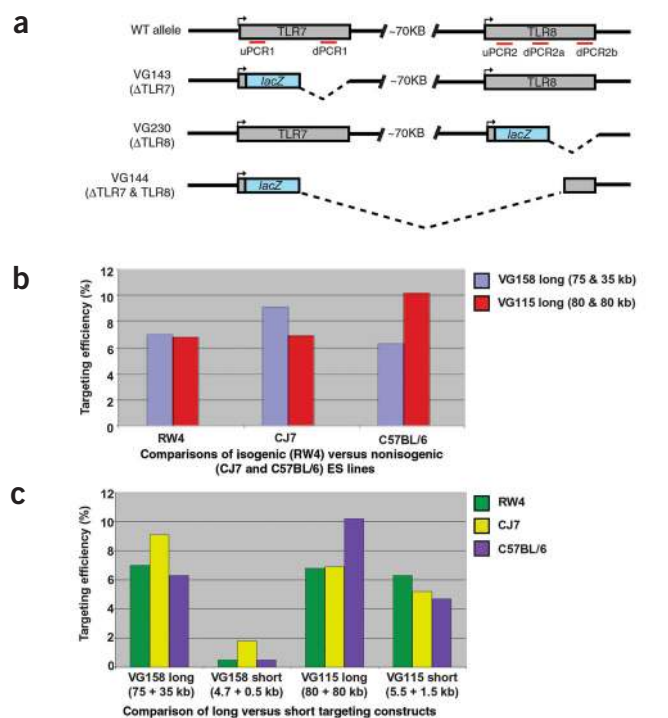 a
WT allele
TLR7
~70KB
TLR8
uPCR1
dPCR1
uPCR2
dPCR2a
dPCR2b
VG143
(ΔTLR7)
lacZ
~70KB
TLR8
VG230
(ΔTLR8)
TLR7
~70KB
lacZ
VG144
(ΔTLR7 & TLR8)
lacZ
b
Targeting efficiency (%)
12
10
8
6
4
2
0
RW4
CJ7
C57BL/6
Comparisons of isogenic (RW4) versus nonisogenic
(CJ7 and C57BL/6) ES lines
VG158 long (75 & 35 kb)
VG115 long (80 & 80 kb)
c
Targeting efficiency (%)
12
10
8
6
4
2
0
VG158 long
(75 + 35 kb)
VG158 short
(4.7 + 0.5 kb)
VG115 long
(80 + 80 kb)
VG115 short
(5.5 + 1.5 kb)
Comparison of long versus short targeting constructs
RW4
CJ7
C57BL/6